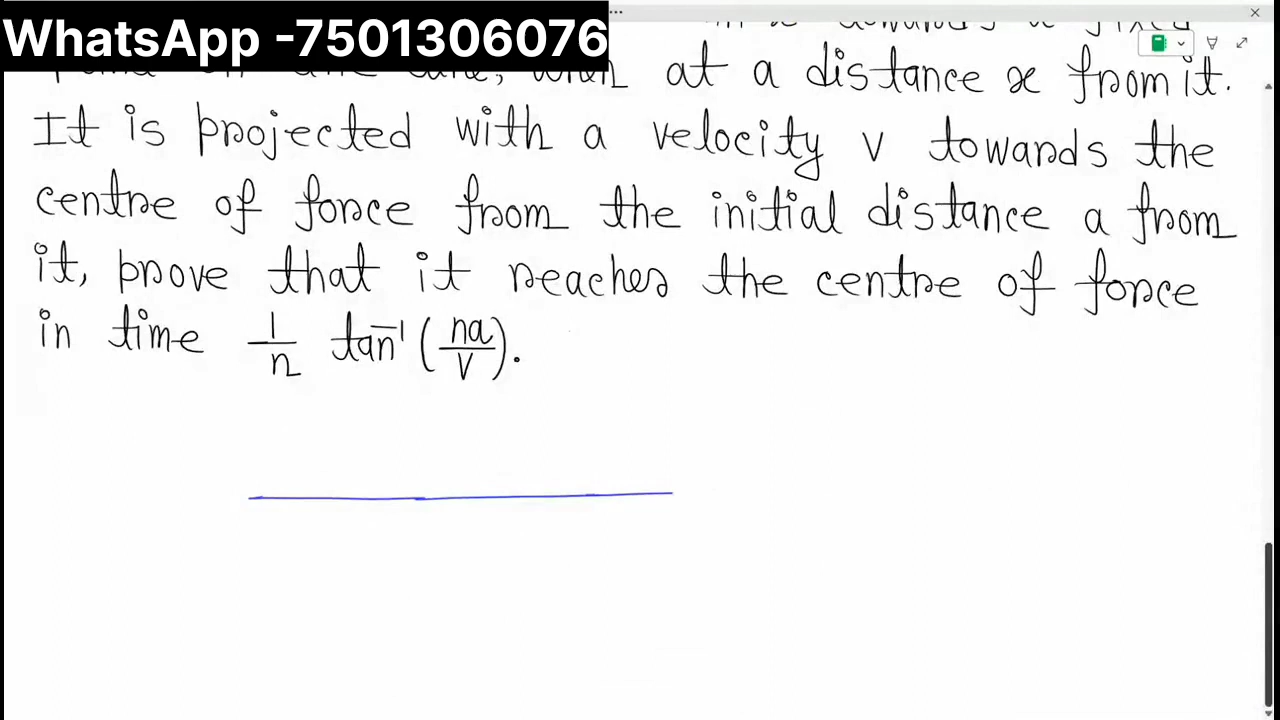 WhatsApp -7501306076
at a distance x from it.
It is projected with a velocity v towards the
centre of force from the initial distance a from
it, prove that it reaches the centre of force
in time 1/n tan⁻¹ (na/v).